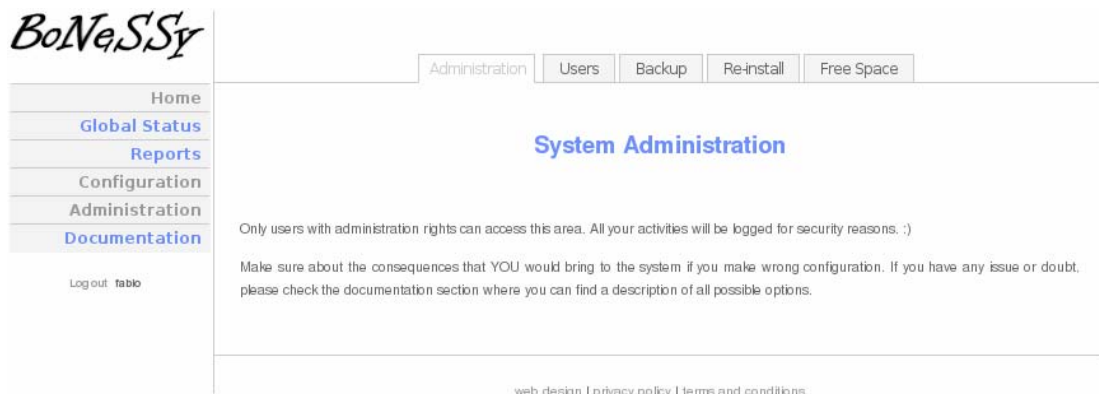 BoNeSSy
Administration
Users
Backup
Re-install
Free Space
Home
Global Status
Reports
Configuration
Administration
Documentation
Logout fabio
System Administration
Only users with administration rights can access this area. All your activities will be logged for security reasons. :)
Make sure about the consequences that YOU would bring to the system if you make wrong configuration. If you have any issue or doubt,
please check the documentation section where you can find a description of all possible options.
web design | privacy policy | terms and conditions